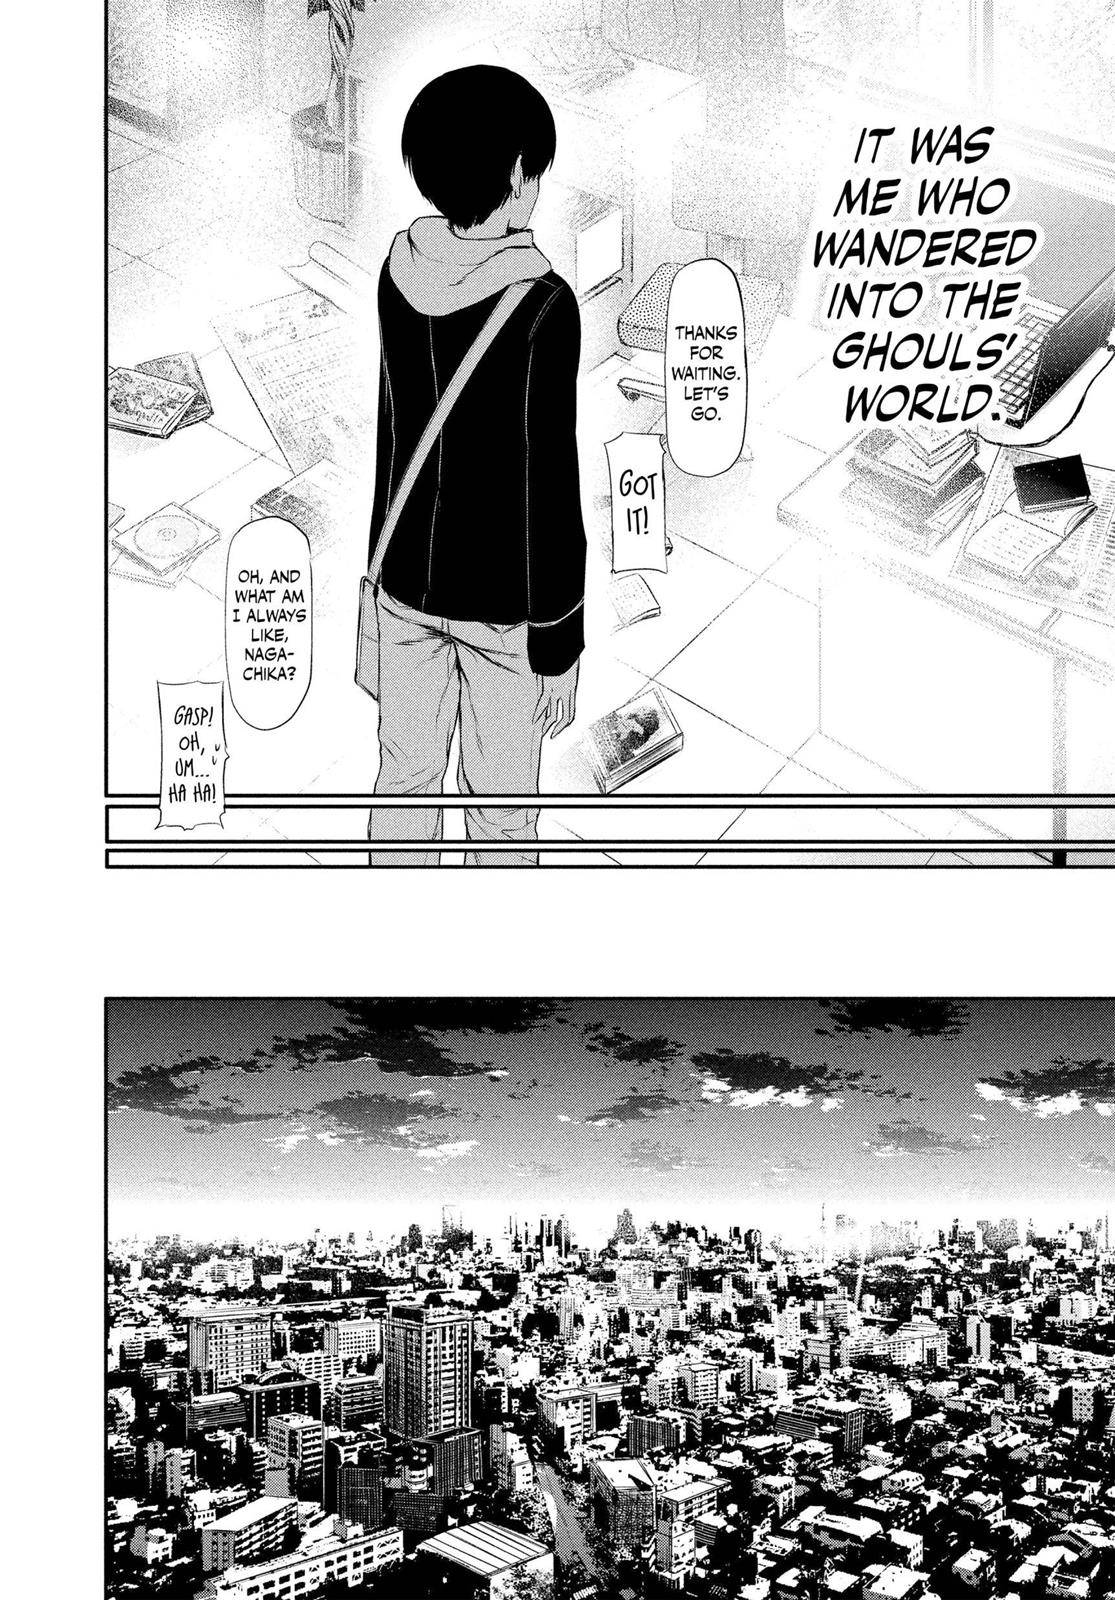 IT WAS
ME WHO
WANDERED
INTO THE
GHOULS'
WORLD.
THANKS
FOR
WAITING.
LET'S
GO.
GOT
IT!
OH, AND
WHAT AM
I ALWAYS
LIKE,
NAGA-
CHIKA?
GASP!
OH,
UM...
HA HA!